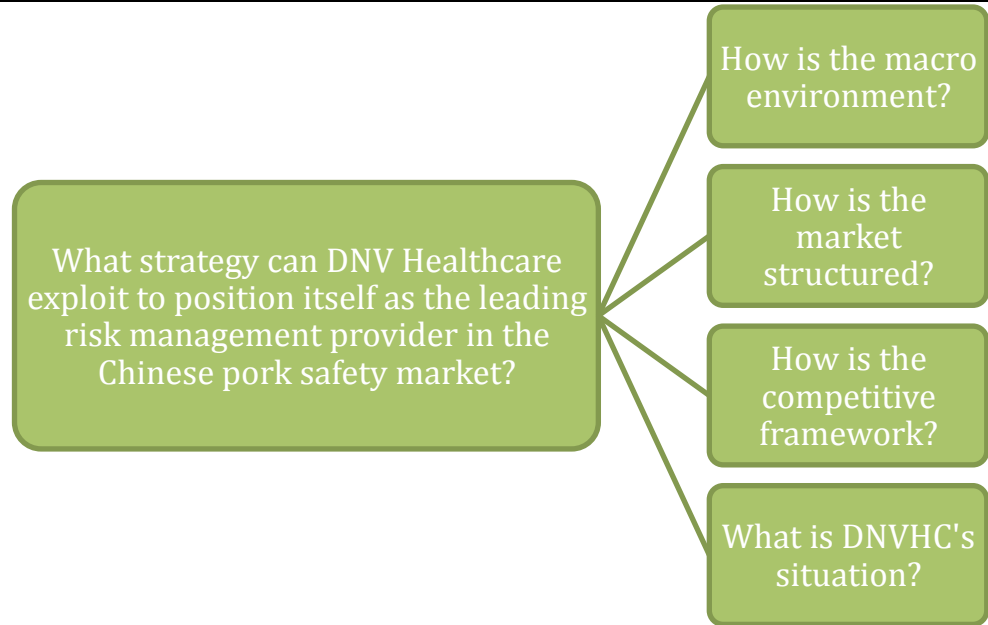 What strategy can DNV Healthcare
exploit to position itself as the leading
risk management provider in the
Chinese pork safety market?
How is the macro
environment?
How is the
market
structured?
How is the
competitive
framework?
What is DNVHC's
situation?